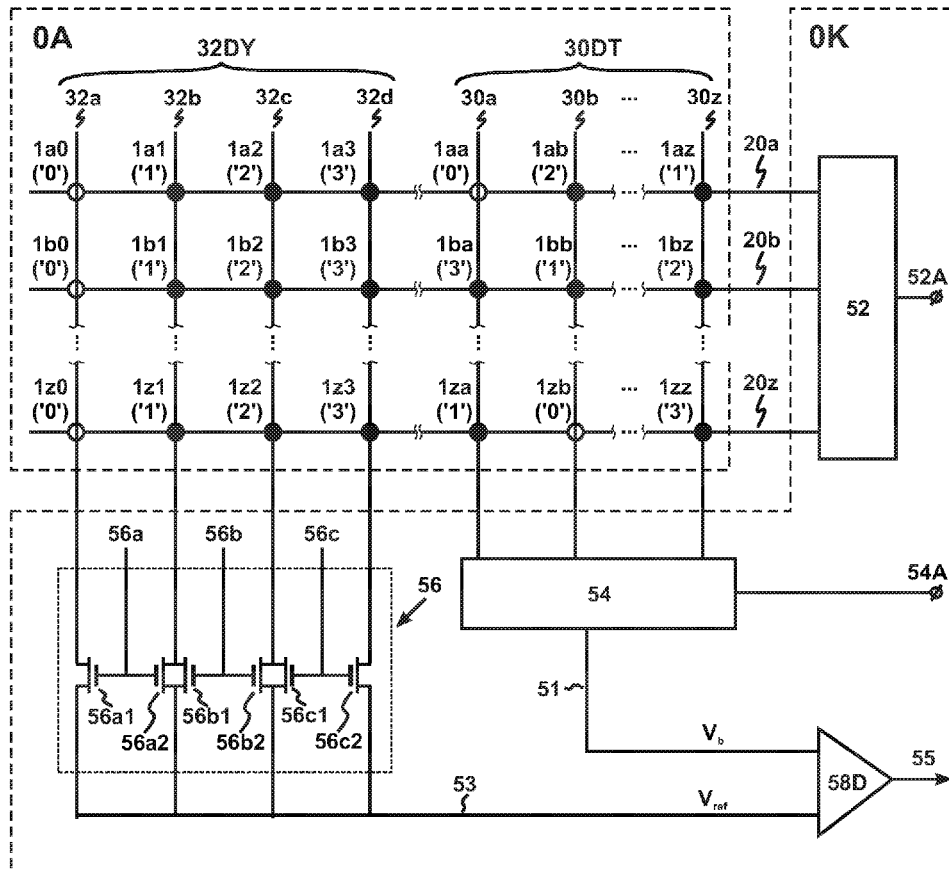 0A
32DY
30DT
0K
32a 32b 32c 32d 30a 30b ... 30z
1a0 1a1 1a2 1a3 1aa 1ab ... 1az 20a
('0') ('1') ('2') ('3') ('0') ('2') ('1')
1b0 1b1 1b2 1b3 1ba 1bb ... 1bz 20b
('0') ('1') ('2') ('3') ('3') ('1') ('2')
52A
52
1z0 1z1 1z2 1z3 1za 1zb ... 1zz 20z
('0') ('1') ('2') ('3') ('1') ('0') ('3')
56a 56b 56c
56
54
54A
56a1 56b1 56c1
56a2 56b2 56c2
51
Vb
55
58D
53
Vref